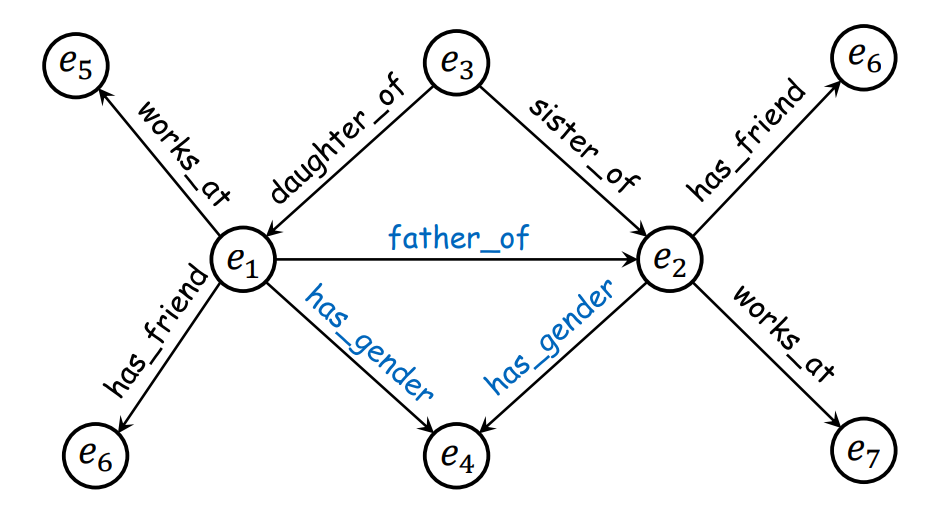 e5
e3
e6
works_at
daughter_of
sister_of
has_friend
e1
father_of
e2
has_friend
has_gender
has_gender
works_at
e6
e4
e7